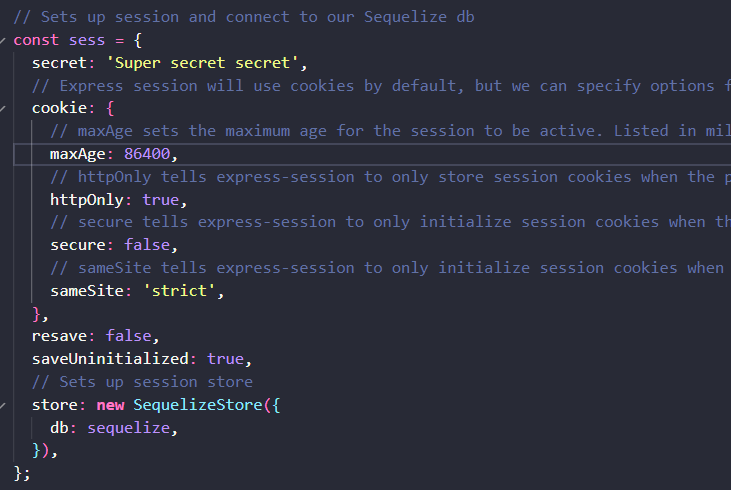 // Sets up session and connect to our Sequelize db
const sess = {
secret: 'Super secret secret',
// Express session will use cookies by default, but we can specify options f
cookie: {
// maxAge sets the maximum age for the session to be active. Listed in mil
maxAge: 86400,
// httpOnly tells express-session to only store session cookies when the p
httpOnly: true,
// secure tells express-session to only initialize session cookies when th
secure: false,
// sameSite tells express-session to only initialize session cookies when
sameSite: 'strict',
},
resave: false,
saveUninitialized: true,
// Sets up session store
store: new SequelizeStore({
db: sequelize,
}),
};